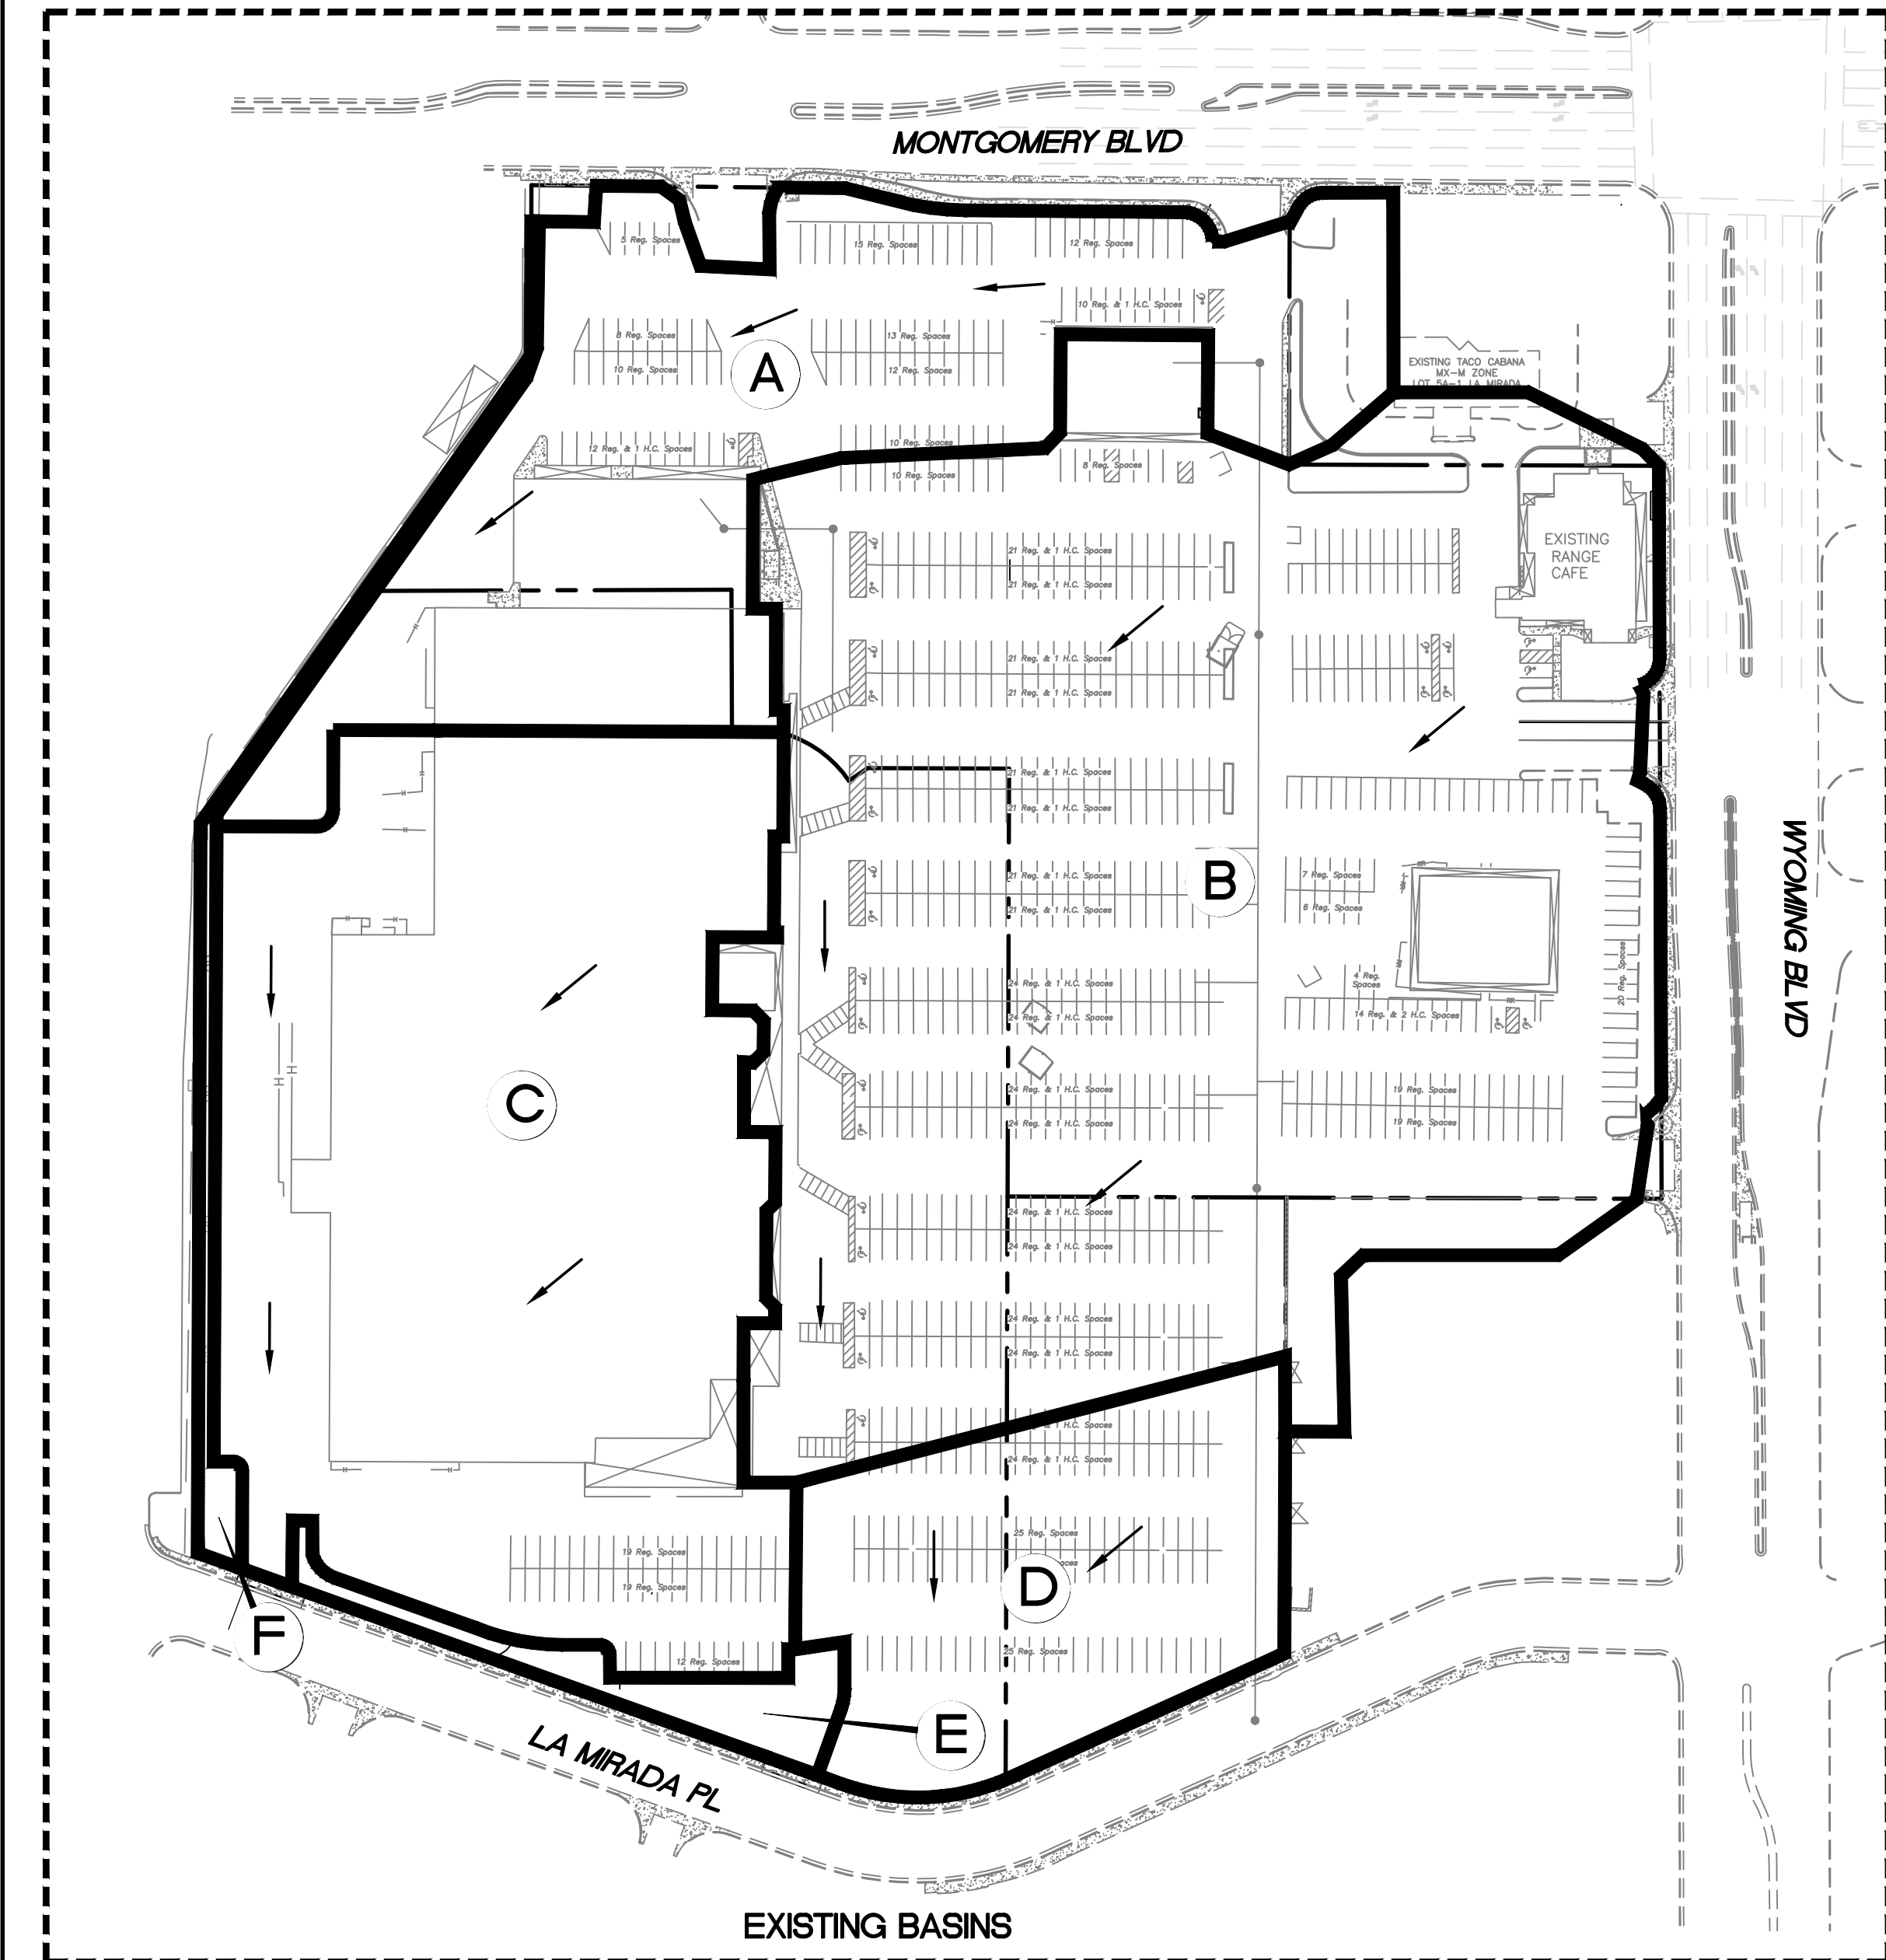 MONTGOMERY BLVD
5 Reg. Spaces
15 Reg. Spaces
12 Reg. Spaces
10 Reg. & 1 H.C. Spaces
8 Reg. Spaces
10 Reg. Spaces
13 Reg. Spaces
12 Reg. Spaces
A
EXISTING TACO CABANA
MX-M ZONE
LOT 5A-1 LA MIRADA
12 Reg. & 1 H.C. Spaces
10 Reg. Spaces
10 Reg. Spaces
8 Reg. Spaces
EXISTING
RANGE
CAFE
21 Reg. & 1 H.C. Spaces
21 Reg. & 1 H.C. Spaces
21 Reg. & 1 H.C. Spaces
21 Reg. & 1 H.C. Spaces
21 Reg. & 1 H.C. Spaces
21 Reg. & 1 H.C. Spaces
B
WYOMING BLVD
21 Reg. & 1 H.C. Spaces
21 Reg. & 1 H.C. Spaces
7 Reg. Spaces
6 Reg. Spaces
20 Reg. Spaces
4 Reg.
Spaces
14 Reg. & 2 H.C. Spaces
24 Reg. & 1 H.C. Spaces
24 Reg. & 1 H.C. Spaces
C
24 Reg. & 1 H.C. Spaces
24 Reg. & 1 H.C. Spaces
19 Reg. Spaces
19 Reg. Spaces
24 Reg. & 1 H.C. Spaces
24 Reg. & 1 H.C. Spaces
24 Reg. & 1 H.C. Spaces
24 Reg. & 1 H.C. Spaces
& 1 H.C. Spaces
24 Reg. & 1 H.C. Spaces
19 Reg. Spaces
19 Reg. Spaces
12 Reg. Spaces
25 Reg. Spaces
D
25 Reg. Spaces
F
E
LA MIRADA PL
EXISTING BASINS